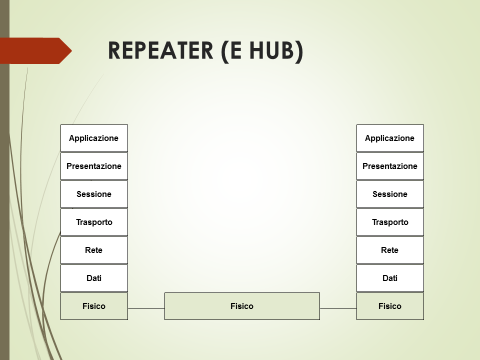 REPEATER (E HUB)
Applicazione
Presentazione
Sessione
Trasporto
Rete
Dati
Fisico
Fisico
Applicazione
Presentazione
Sessione
Trasporto
Rete
Dati
Fisico